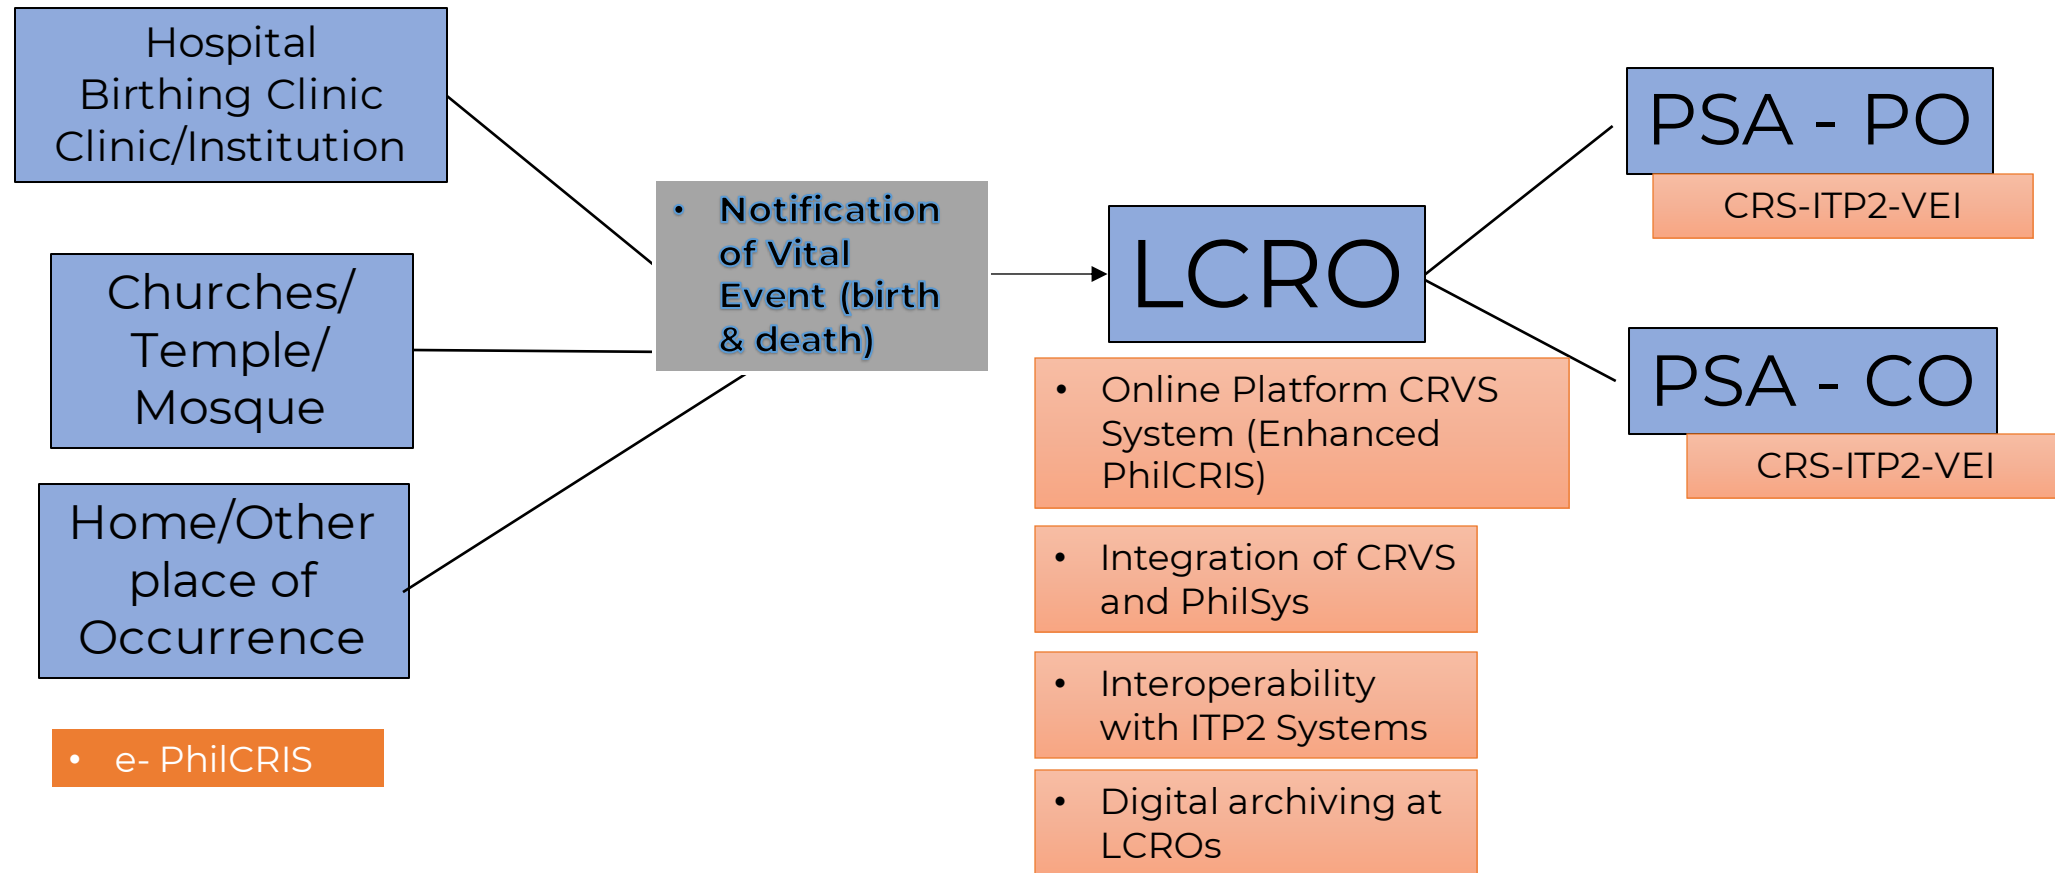 Hospital
Birthing Clinic
Clinic/Institution
Churches/
Temple/
Mosque
Home/Other
place of
Occurrence
• e- PhilCRIS
• Notification
of Vital
Event (birth
& death)
LCRO
• Online Platform CRVS
System (Enhanced
PhilCRIS)
• Integration of CRVS
and PhilSys
• Interoperability
with ITP2 Systems
• Digital archiving at
LCROs
PSA - PO
CRS-ITP2-VEI
PSA - CO
CRS-ITP2-VEI